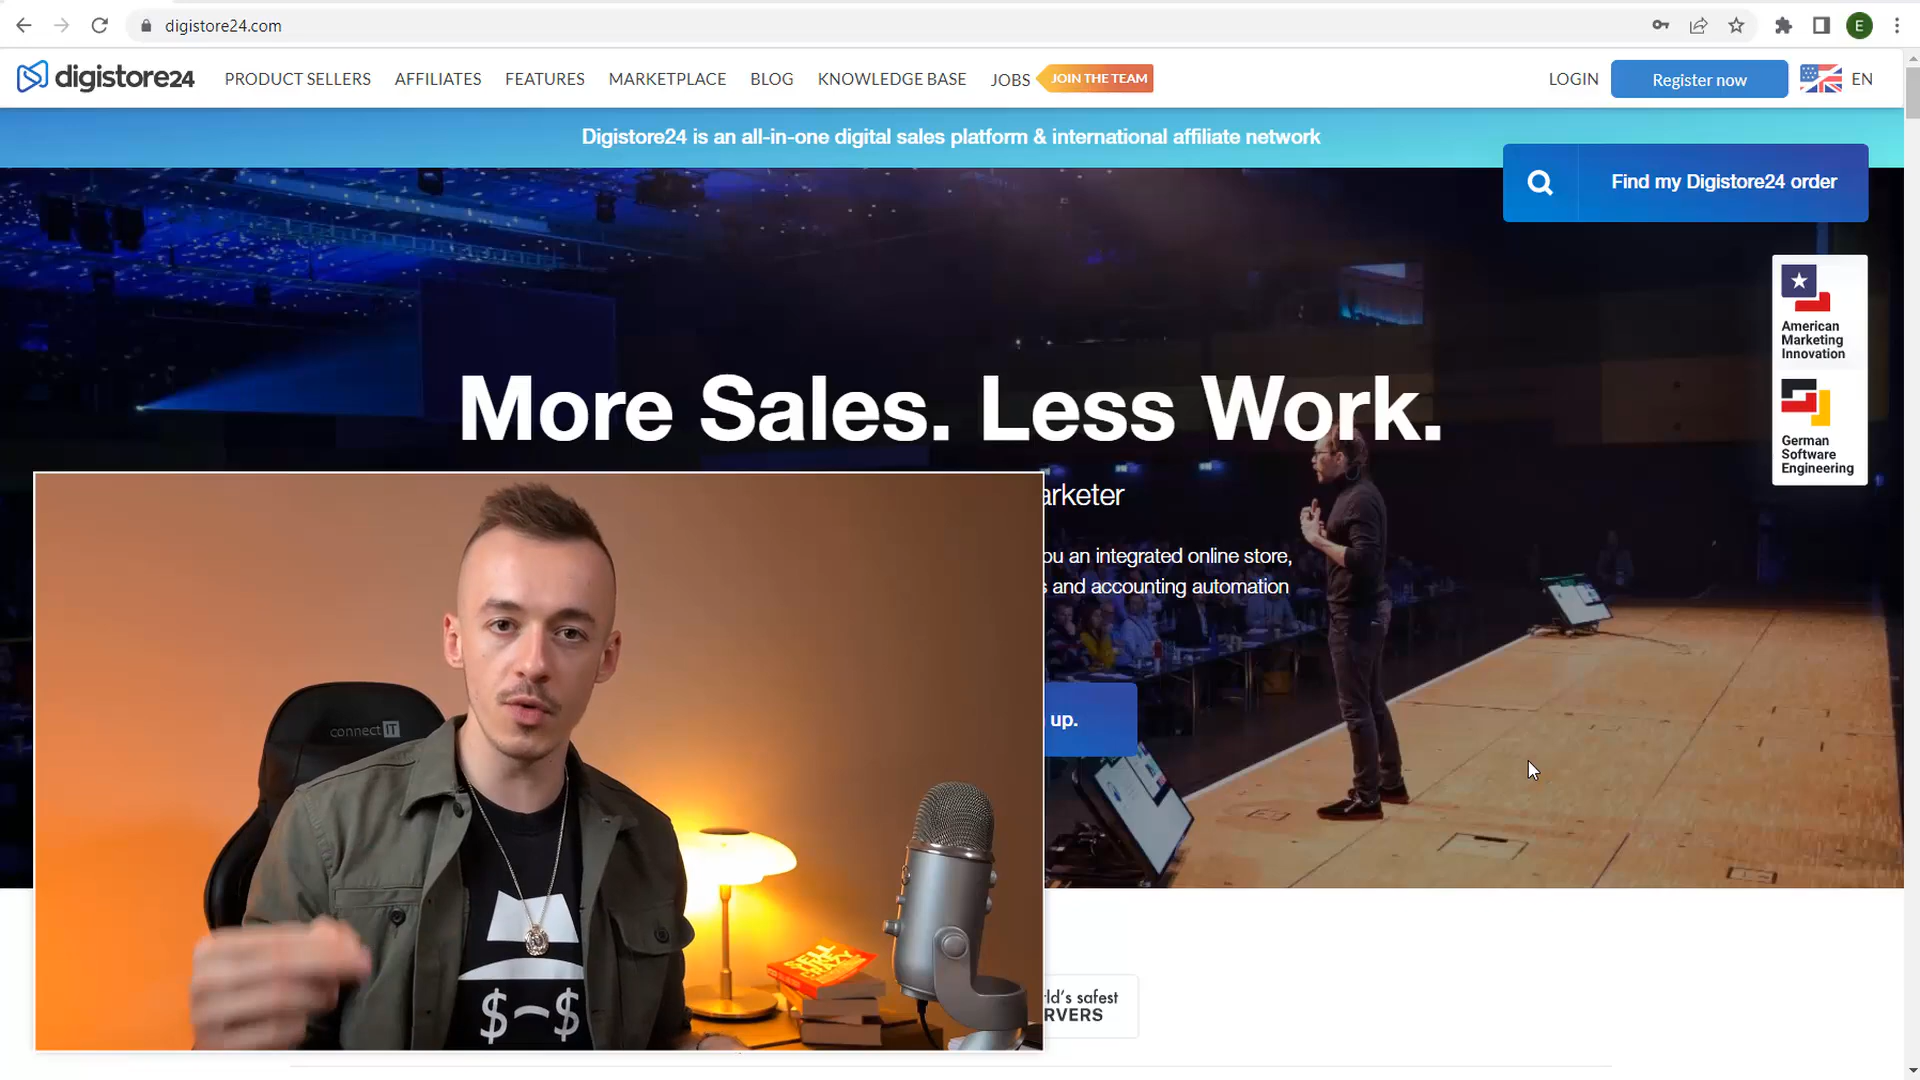 digistore24.com
E
digistore24
PRODUCT SELLERS
AFFILIATES
FEATURES
MARKETPLACE
BLOG
KNOWLEDGE BASE
JOBS
JOIN THE TEAM
LOGIN
Register now
EN
Digistore24 is an all-in-one digital sales platform & international affiliate network
Find my Digistore24 order
American
Marketing
Innovation
German
Software
Engineering
More Sales. Less Work.
arketer
ou an integrated online store,
s and accounting automation
up.
connect IT
SELL
LIKE
CRAZY
$~$
ld's safest
RVERS